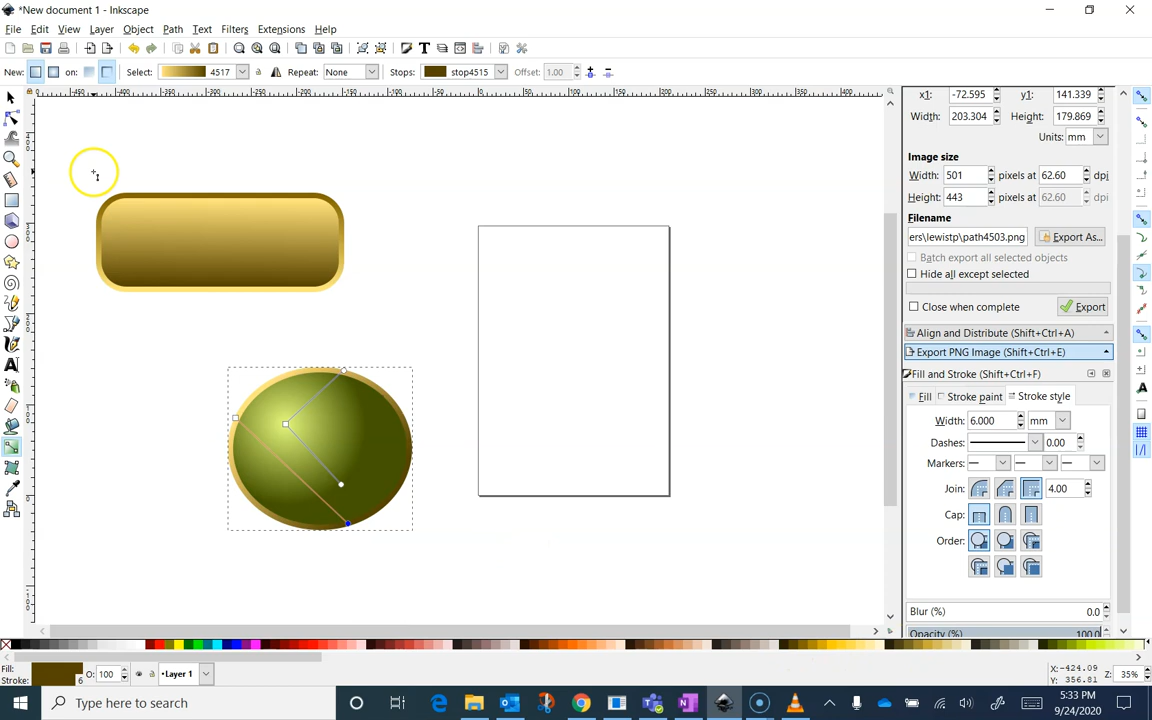 *New document 1 - Inkscape
File Edit View Layer Object Path Text Filters Extensions Help
New: on: Select: 4517 Repeat: None Stops: stop4515 Offset: 1.00
x1: -72.595 y1: 141.339
Width: 203.304 Height: 179.869
Units: mm
Image size
Width: 501 pixels at 62.60 dpi
Height: 443 pixels at 62.60 dpi
Filename
ers\lewistp\path4503.png Export As...
Batch export all selected objects
Hide all except selected
Close when complete Export
Align and Distribute (Shift+Ctrl+A)
Export PNG Image (Shift+Ctrl+E)
Fill and Stroke (Shift+Ctrl+F)
Fill Stroke paint Stroke style
Width: 6.000 mm
Dashes: 0.00
Markers:
Join: 4.00
Cap:
Order:
Blur (%) 0.0
Opacity (%) 100.0
Fill:
Stroke: 6 O: 100 •Layer 1
X: -424.09
Y: 356.81 Z: 35%
Type here to search
5:33 PM
9/24/2020